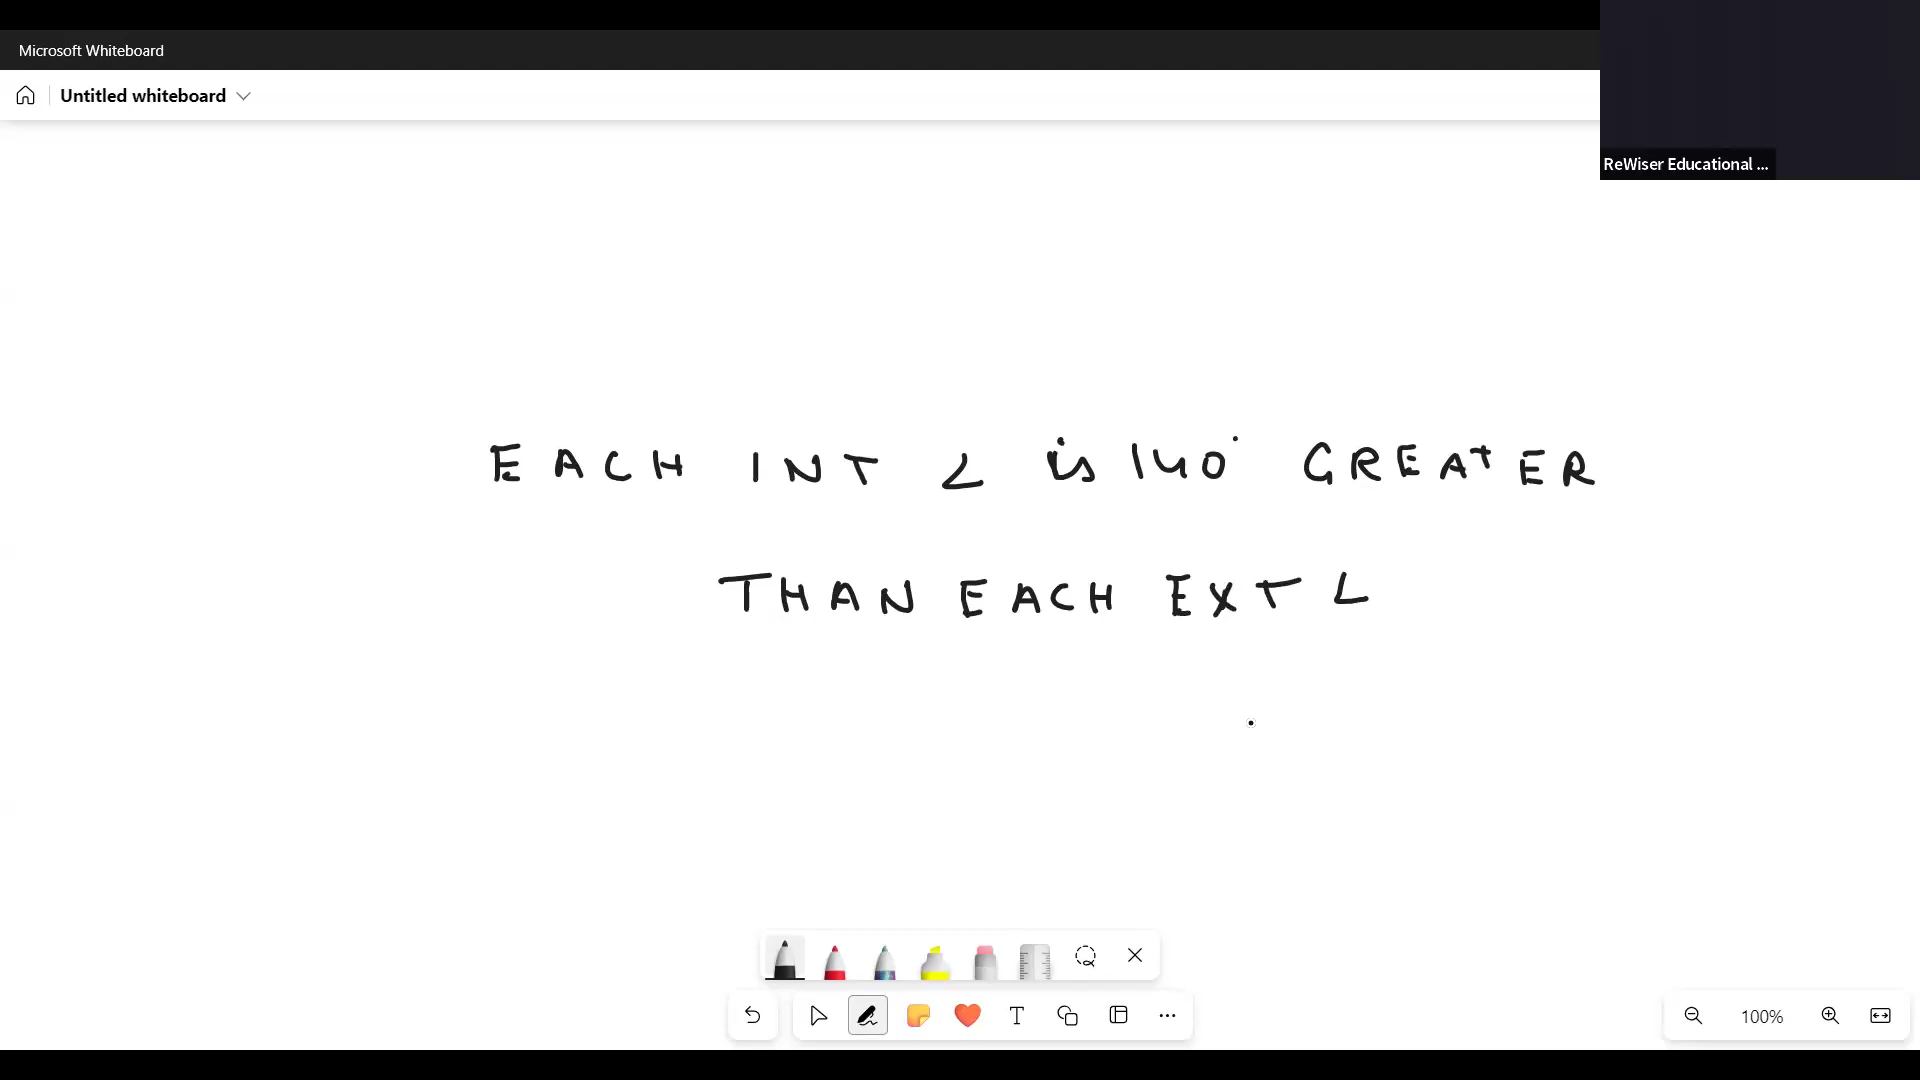 Microsoft Whiteboard
Untitled whiteboard
ReWiser Educational ...
EACH INT ∠ is 140° GREATER
THAN EACH EXT ∠
100%